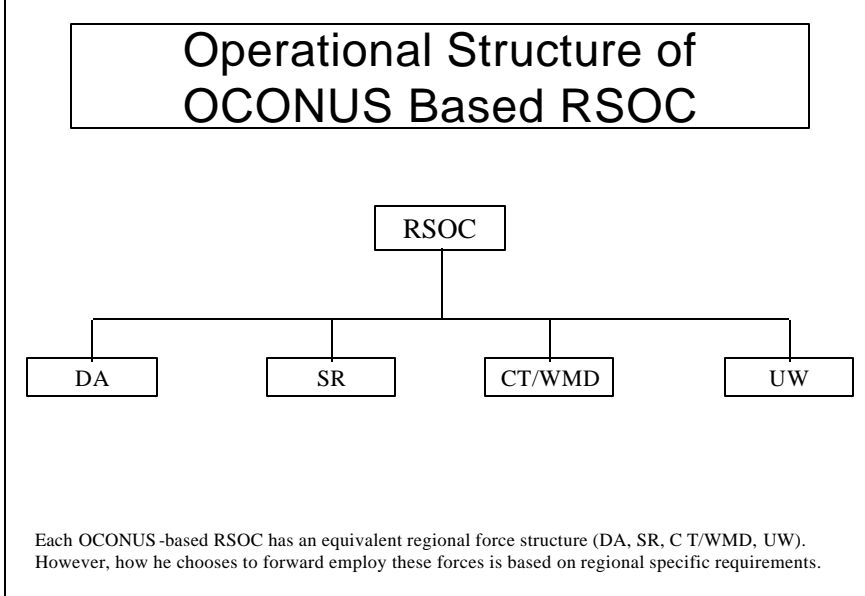 Operational Structure of
OCONUS Based RSOC
RSOC
DA
SR
CT/WMD
UW
Each OCONUS-based RSOC has an equivalent regional force structure (DA, SR, C T/WMD, UW).
However, how he chooses to forward employ these forces is based on regional specific requirements.